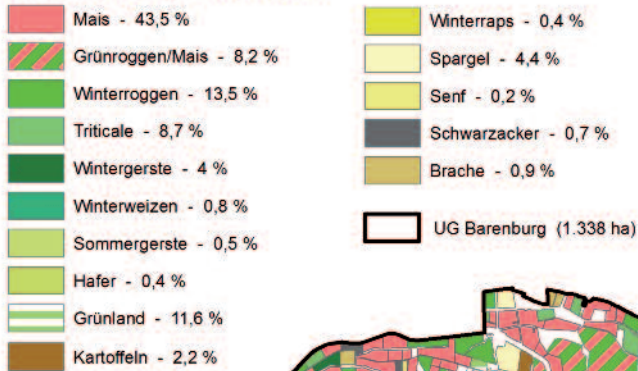 Mais - 43,5 %
Grünroggen/Mais - 8,2 %
Winterroggen - 13,5 %
Triticale - 8,7 %
Wintergerste - 4 %
Winterweizen - 0,8 %
Sommergerste - 0,5 %
Hafer - 0,4 %
Grünland - 11,6 %
Kartoffeln - 2,2 %
Winterraps - 0,4 %
Spargel - 4,4 %
Senf - 0,2 %
Schwarzacker - 0,7 %
Brache - 0,9 %
UG Barenburg (1.338 ha)